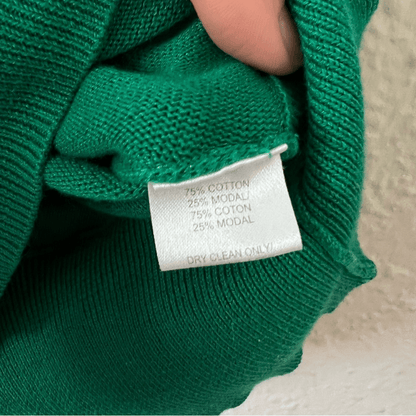 75% COTTON
25% MODAL/
75% COTON
25% MODAL
DRY CLEAN ONLY/